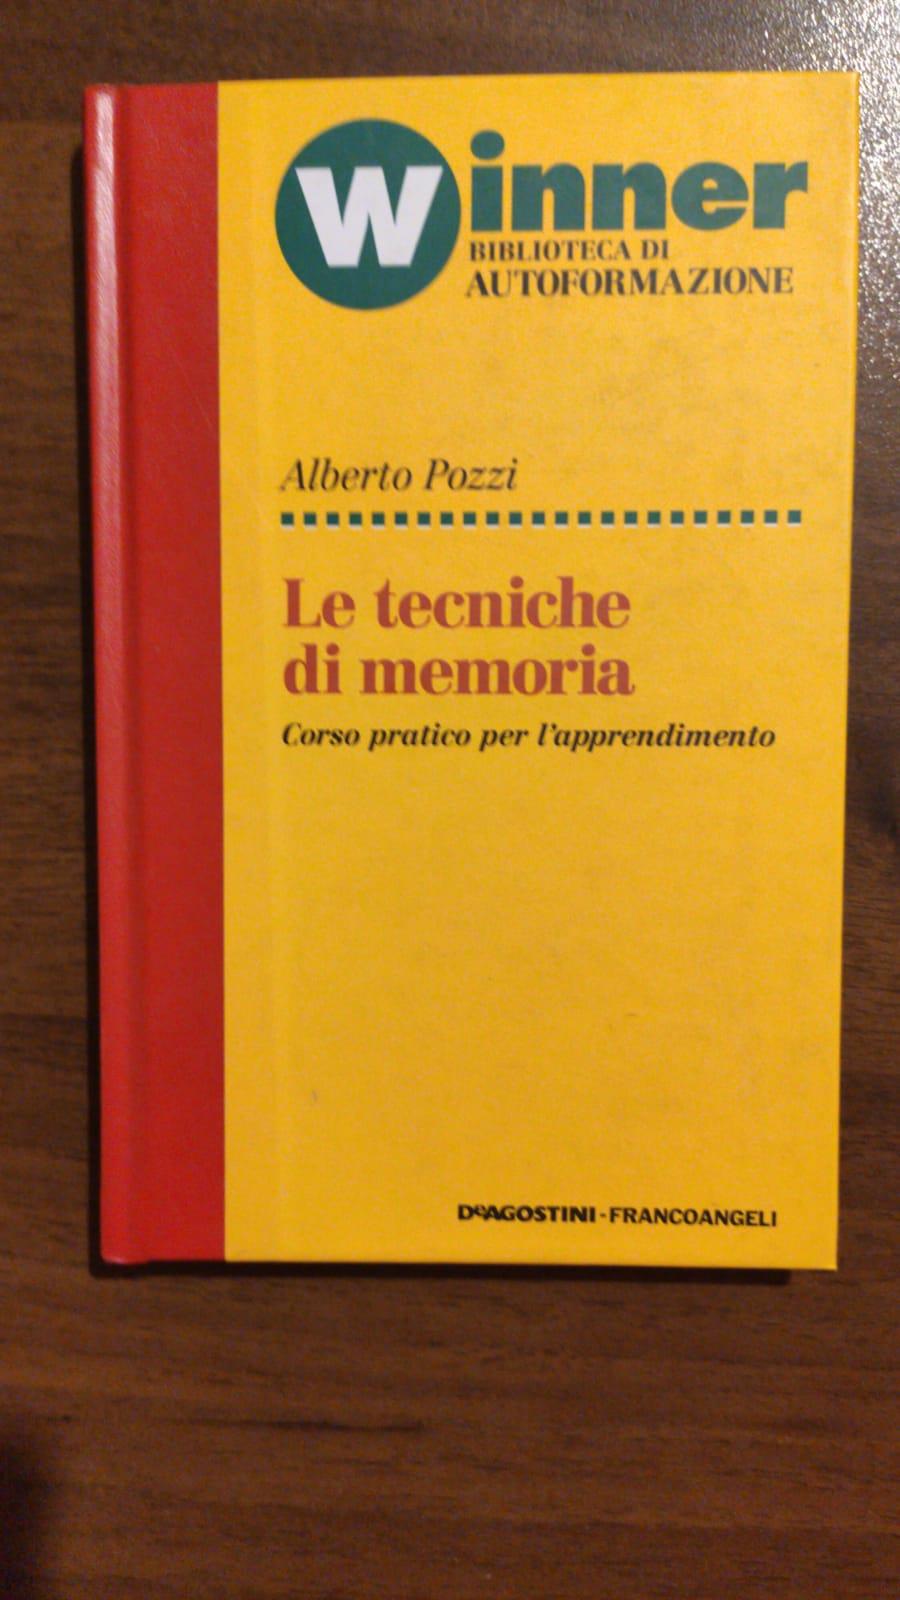 Winner
BIBLIOTECA DI
AUTOFORMAZIONE
Alberto Pozzi
Le tecniche
di memoria
Corso pratico per l'apprendimento
DeAGOSTINI-FRANCOANGELI